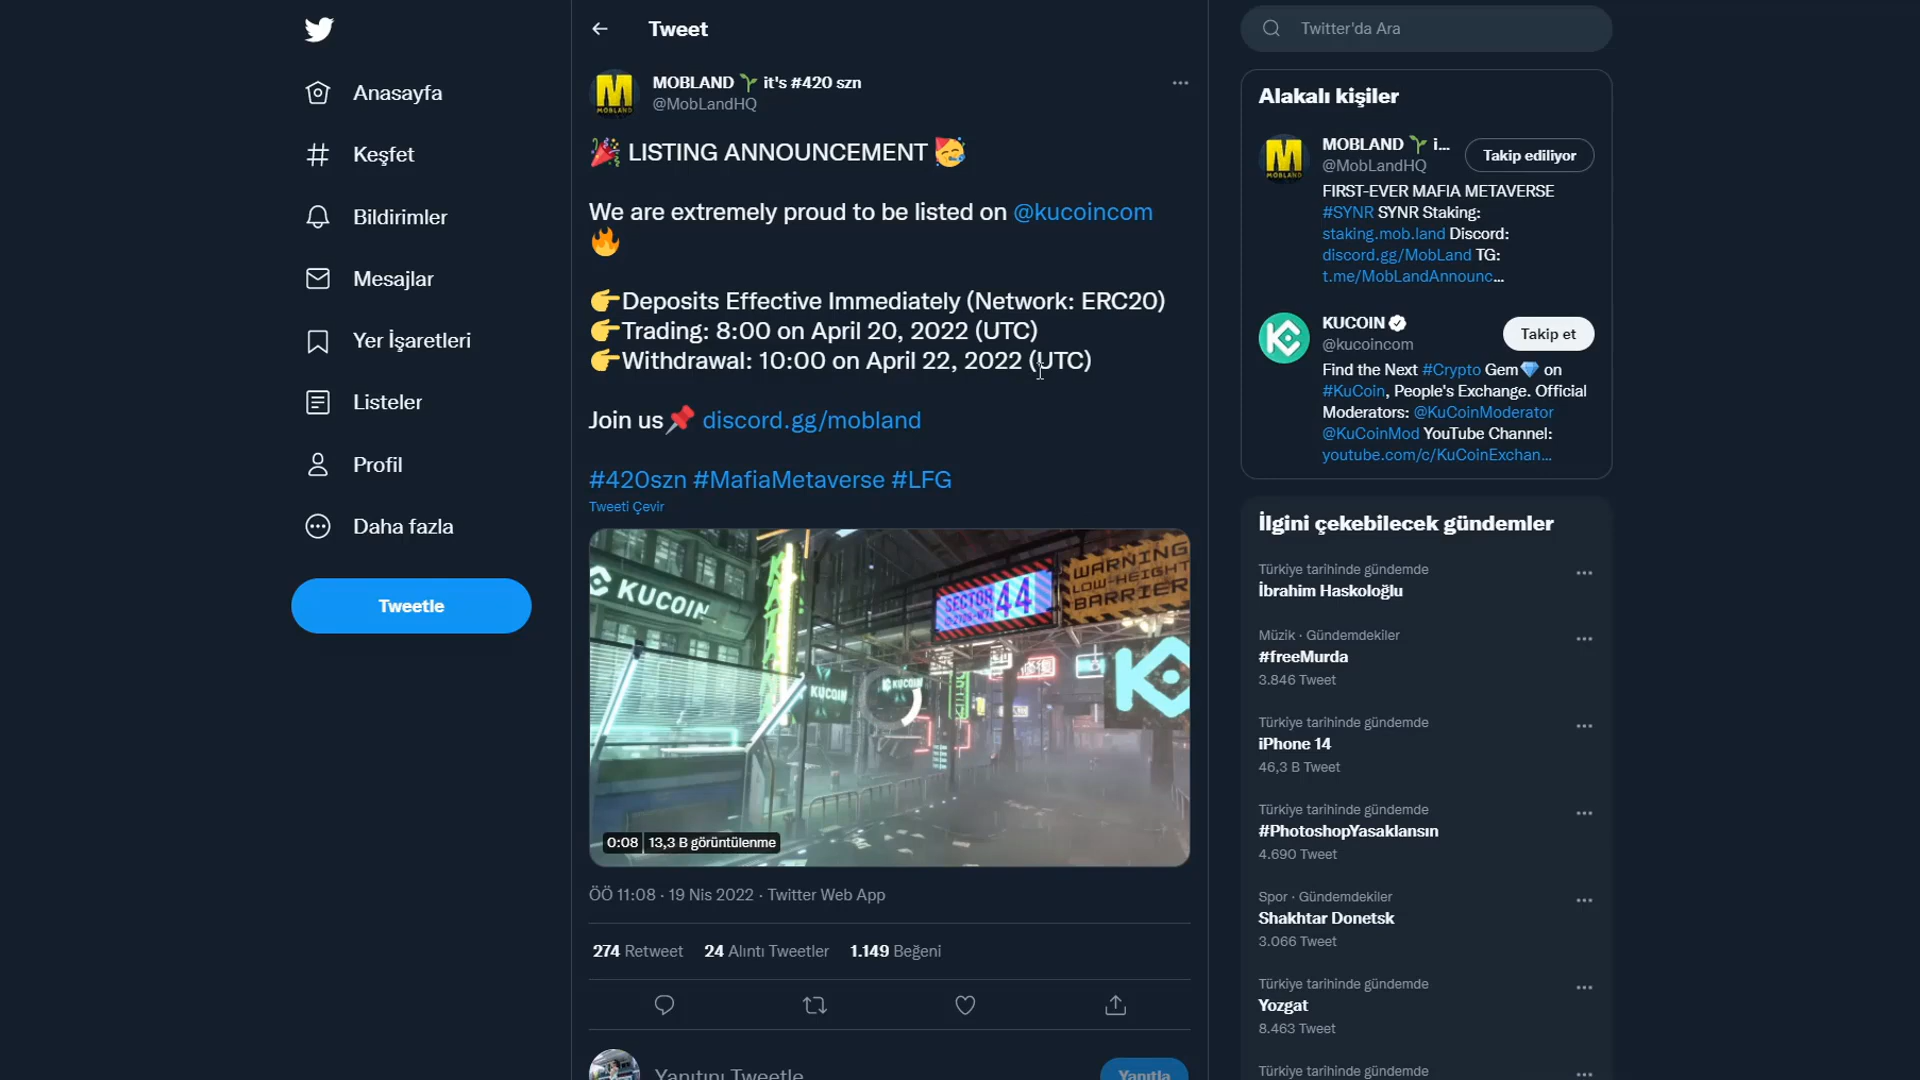 Anasayfa
Keşfet
Bildirimler
Mesajlar
Yer İşaretleri
Listeler
Profil
Daha fazla
Tweetle
Tweet
MOBLAND 🌱 it's #420 szn
@MobLandHQ
🎉 LISTING ANNOUNCEMENT 🥳
We are extremely proud to be listed on @kucoincom
🔥
👉Deposits Effective Immediately (Network: ERC20)
👉Trading: 8:00 on April 20, 2022 (UTC)
👉Withdrawal: 10:00 on April 22, 2022 (UTC)
Join us📌 discord.gg/mobland
#420szn #MafiaMetaverse #LFG
Tweeti Çevir
KUCOIN
SECTOR 44
WARNING
LOW-HEIGHT
BARRIER
KUCOIN
KUCOIN
0:08 13,3 B görüntülenme
ÖÖ 11:08 · 19 Nis 2022 · Twitter Web App
274 Retweet 24 Alıntı Tweetler 1.149 Beğeni
Yanıtını Tweetle
Yanıtla
Twitter'da Ara
Alakalı kişiler
M
MOBLAND
MOBLAND 🌱 i...
@MobLandHQ
Takip ediliyor
FIRST-EVER MAFIA METAVERSE
#SYNR SYNR Staking:
staking.mob.land Discord:
discord.gg/MobLand TG:
t.me/MobLandAnnounc...
KUCOIN
@kucoincom
Takip et
Find the Next #Crypto Gem💎 on
#KuCoin, People's Exchange. Official
Moderators: @KuCoinModerator
@KuCoinMod YouTube Channel:
youtube.com/c/KuCoinExchan...
İlgini çekebilecek gündemler
Türkiye tarihinde gündemde
İbrahim Haskoloğlu
Müzik · Gündemdekiler
#freeMurda
3.846 Tweet
Türkiye tarihinde gündemde
iPhone 14
46,3 B Tweet
Türkiye tarihinde gündemde
#PhotoshopYasaklansın
4.690 Tweet
Spor · Gündemdekiler
Shakhtar Donetsk
3.066 Tweet
Türkiye tarihinde gündemde
Yozgat
8.463 Tweet
Türkiye tarihinde gündemde